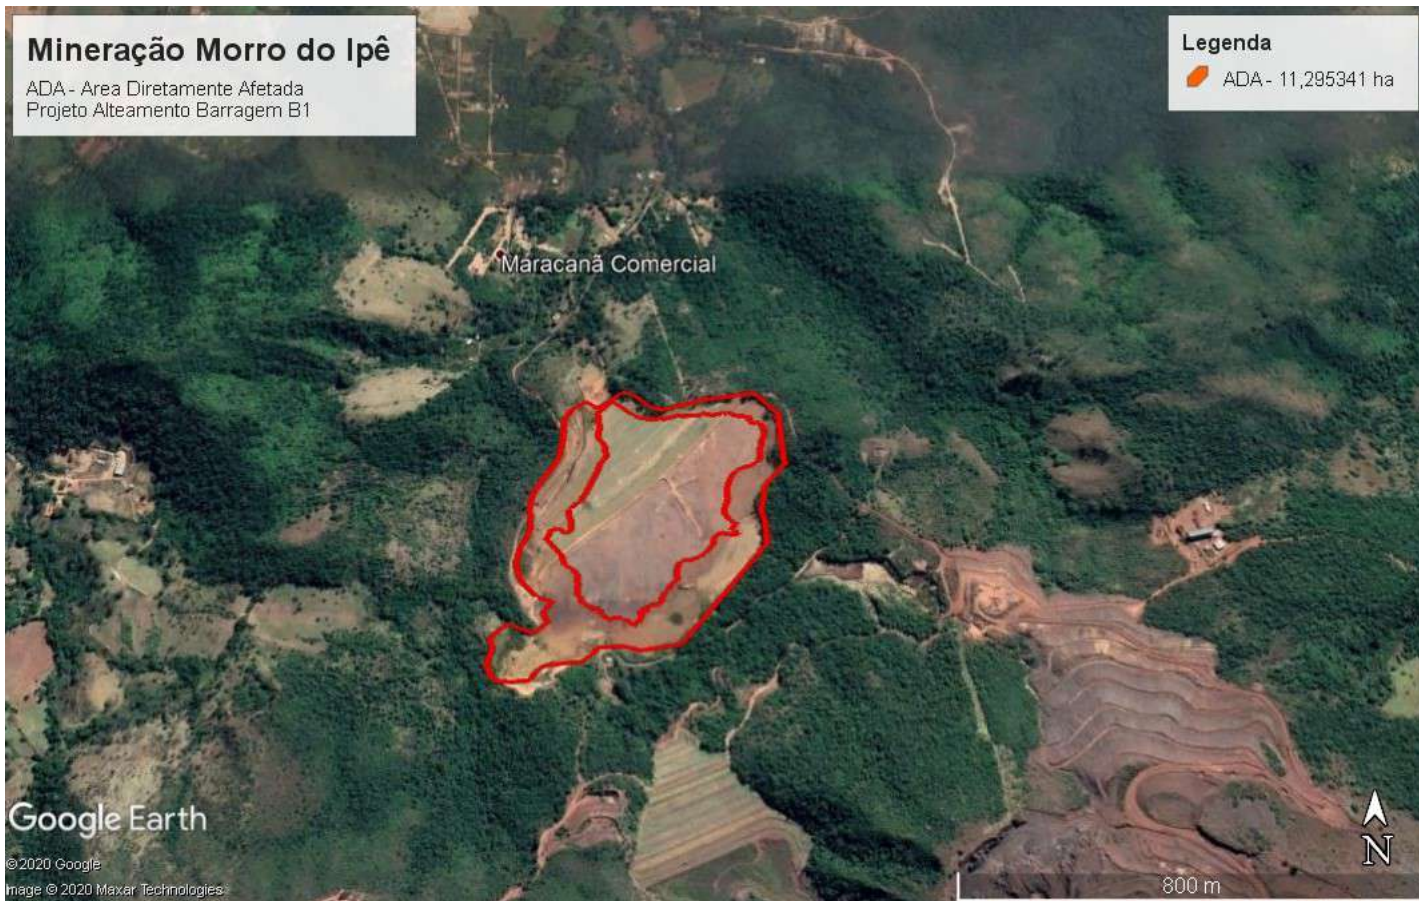 Mineração Morro do Ipê
ADA - Area Diretamente Afetada
Projeto Alteamento Barragem B1
Legenda
ADA - 11,295341 ha
Maracanã Comercial
Google Earth
©2020 Google
Image © 2020 Maxar Technologies
800 m
N